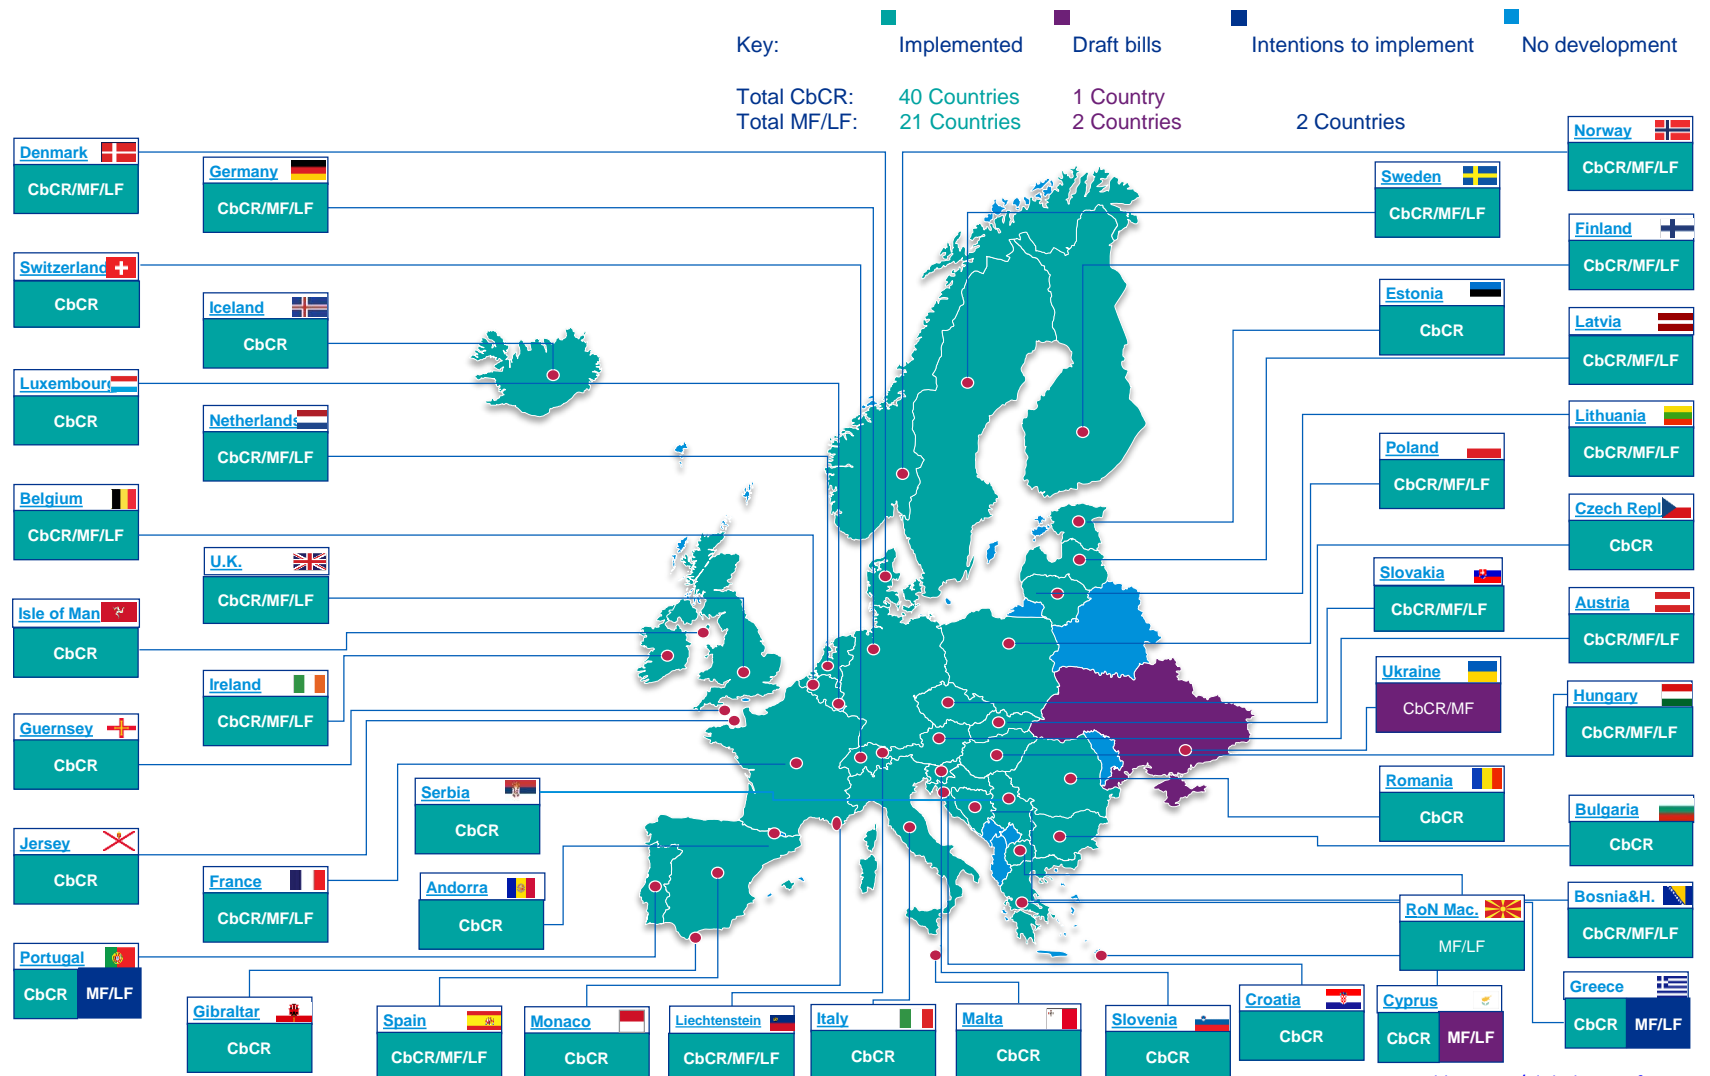 Key: Implemented Draft bills Intentions to implement No development
Total CbCR: 40 Countries 1 Country
Total MF/LF: 21 Countries 2 Countries 2 Countries
Denmark
CbCR/MF/LF
Germany
CbCR/MF/LF
Switzerland
CbCR
Iceland
CbCR
Luxembourg
CbCR
Netherlands
CbCR/MF/LF
Belgium
CbCR/MF/LF
U.K.
CbCR/MF/LF
Isle of Man
CbCR
Ireland
CbCR/MF/LF
Guernsey
CbCR
Serbia
CbCR
Jersey
CbCR
France
CbCR/MF/LF
Andorra
CbCR
Portugal
CbCR MF/LF
Gibraltar
CbCR
Spain
CbCR/MF/LF
Monaco
CbCR
Liechtenstein
CbCR/MF/LF
Italy
CbCR
Malta
CbCR
Slovenia
CbCR
Croatia
CbCR
Cyprus
CbCR MF/LF
Greece
CbCR MF/LF
Norway
CbCR/MF/LF
Sweden
CbCR/MF/LF
Finland
CbCR/MF/LF
Estonia
CbCR
Latvia
CbCR/MF/LF
Lithuania
CbCR/MF/LF
Poland
CbCR/MF/LF
Czech Repl
CbCR
Slovakia
CbCR/MF/LF
Austria
CbCR/MF/LF
Ukraine
CbCR/MF
Hungary
CbCR/MF/LF
Romania
CbCR
Bulgaria
CbCR
Bosnia&H.
CbCR/MF/LF
RoN Mac.
MF/LF